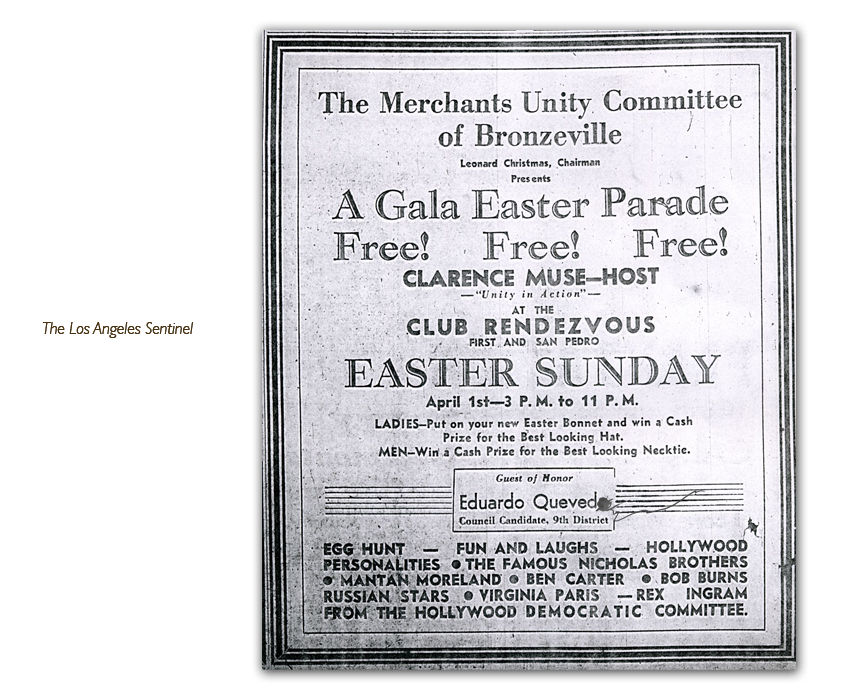 The Los Angeles Sentinel
The Merchants Unity Committee
of Bronzeville
Leonard Christmas, Chairman
Presents
A Gala Easter Parade
Free! Free! Free!
CLARENCE MUSE—HOST
—"Unity in Action"—
AT THE
CLUB RENDEZVOUS
FIRST AND SAN PEDRO
EASTER SUNDAY
April 1st—3 P. M. to 11 P. M.
LADIES—Put on your new Easter Bonnet and win a Cash
Prize for the Best Looking Hat.
MEN—Win a Cash Prize for the Best Looking Necktie.
Guest of Honor
Eduardo Quevedo
Council Candidate, 9th District
EGG HUNT — FUN AND LAUGHS — HOLLYWOOD
PERSONALITIES ● THE FAMOUS NICHOLAS BROTHERS
● MANTAN MORELAND ● BEN CARTER ● BOB BURNS
RUSSIAN STARS ● VIRGINIA PARIS — REX INGRAM
FROM THE HOLLYWOOD DEMOCRATIC COMMITTEE.